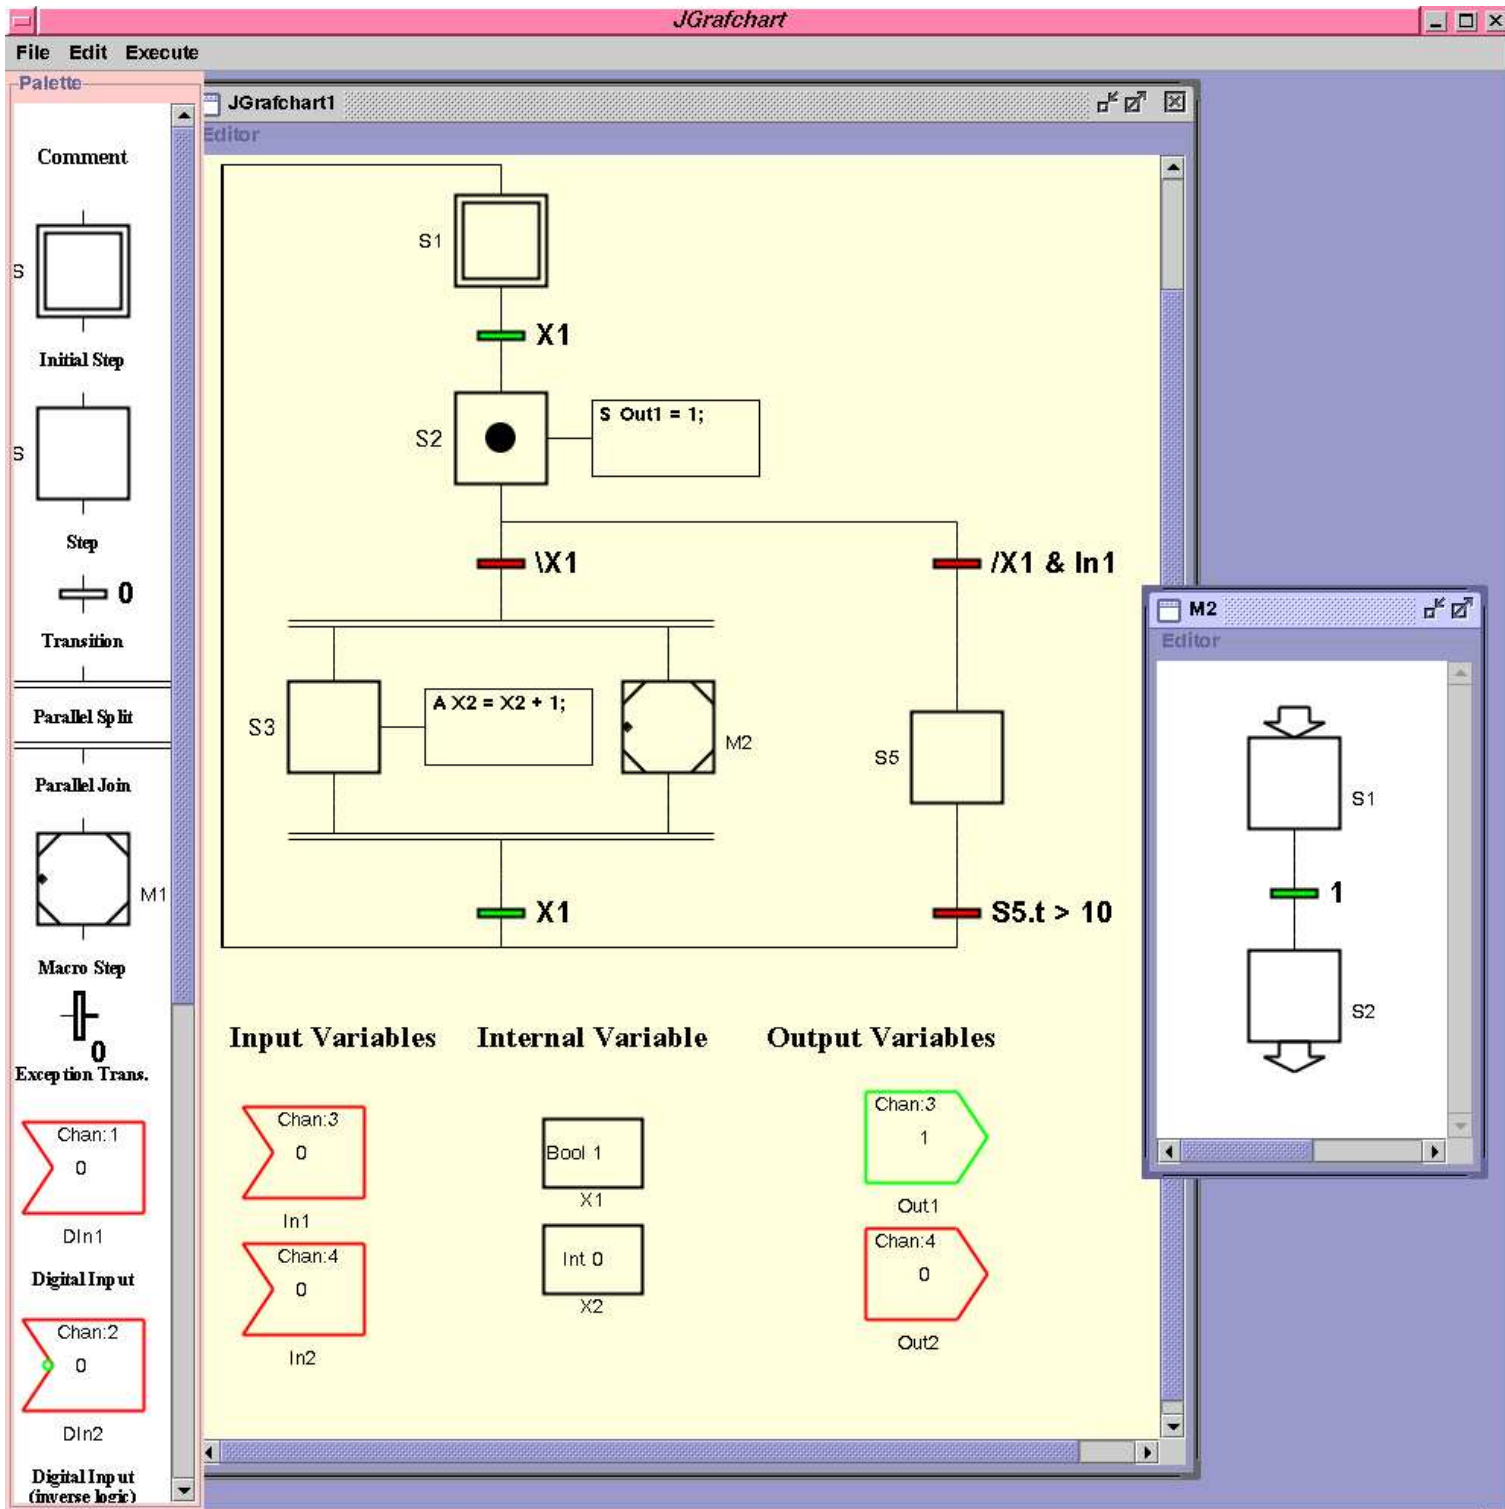 JGrafchart
File Edit Execute
Palette
Comment
S
Initial Step
S
Step
0
Transition
Parallel Split
Parallel Join
M1
Macro Step
0
Exception Trans.
Chan:1
0
DIn1
Digital Input
Chan:2
0
DIn2
Digital Input
(inverse logic)
JGrafchart1
Editor
S1
X1
S2
S Out1 = 1;
\X1
/X1 & In1
S3
A X2 = X2 + 1;
M2
S5
X1
S5.t > 10
Input Variables
Internal Variable
Output Variables
Chan:3
0
In1
Chan:4
0
In2
Bool 1
X1
Int 0
X2
Chan:3
1
Out1
Chan:4
0
Out2
M2
Editor
S1
1
S2